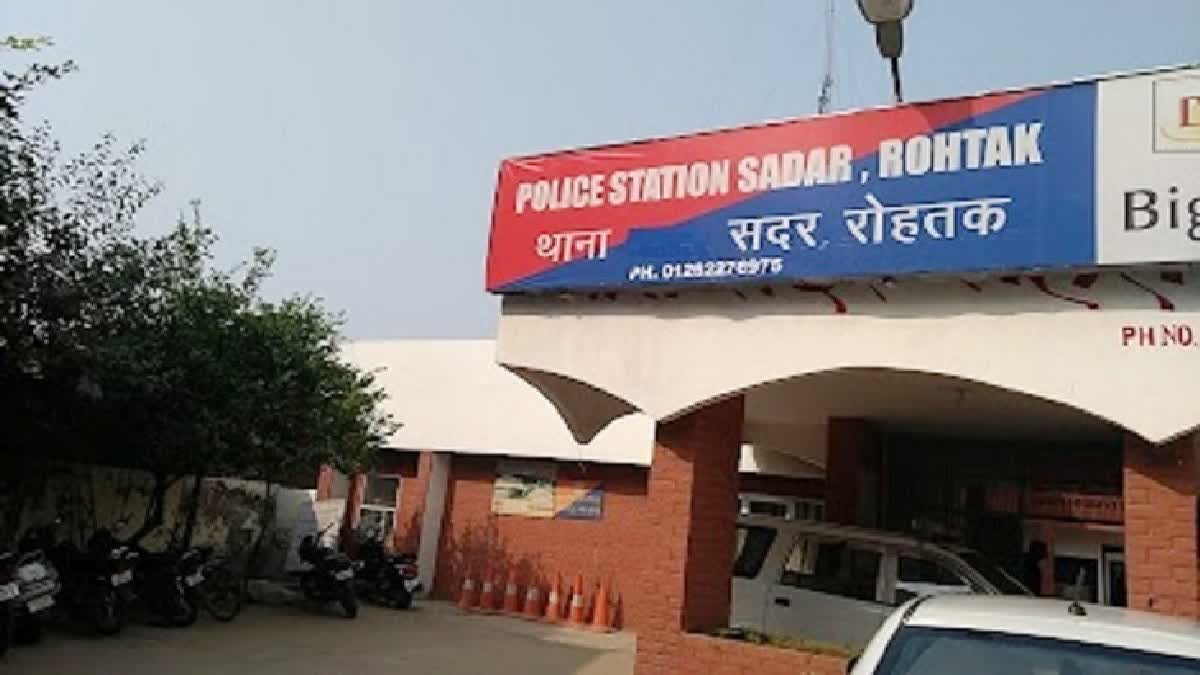 POLICE STATION SADAR, ROHTAK
थाना सदर, रोहतक
PH. 01262276975
Big
PH NO.